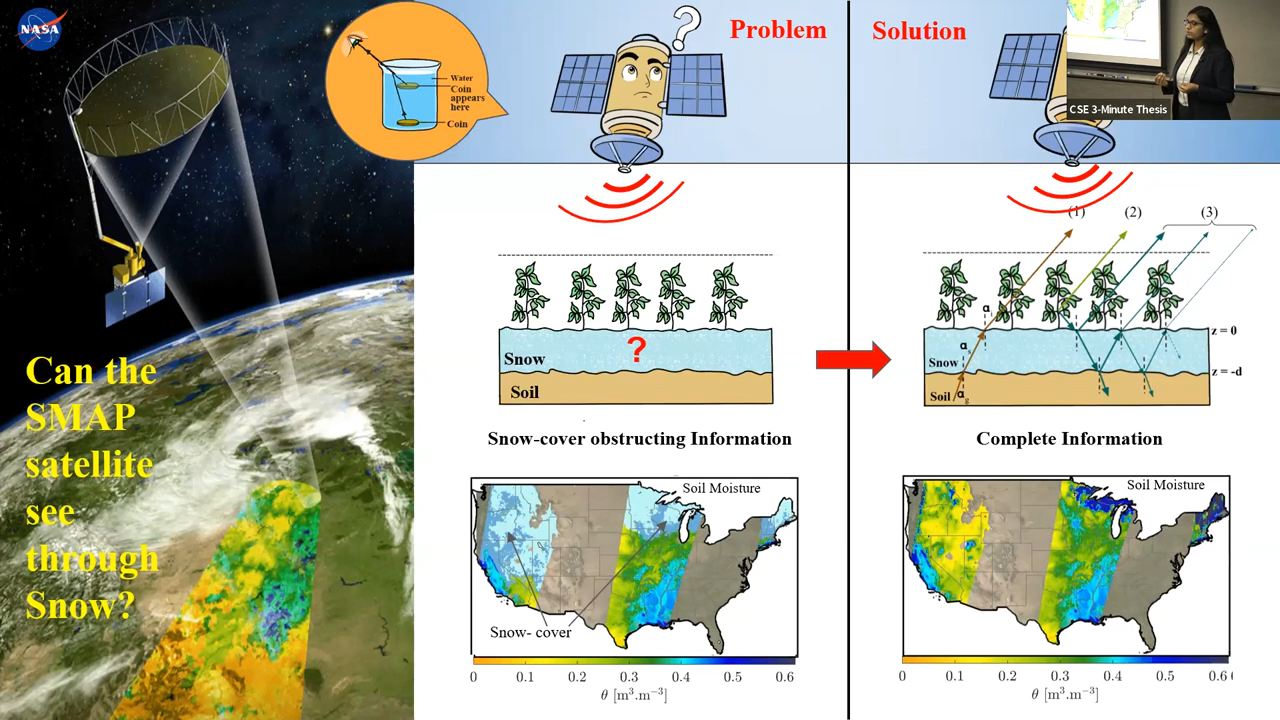 NASA
Can the
SMAP
satellite
see
through
Snow?
Water
Coin
appears
here
Coin
?
Problem
Snow
?
Soil
Snow-cover obstructing Information
Soil Moisture
Snow- cover
0 0.1 0.2 0.3 0.4 0.5 0.6
θ [m³.m⁻³]
Solution
CSE 3-Minute Thesis
(1) (2) (3)
α
z = 0
α
Snow
z = -d
Soil
αg
Complete Information
Soil Moisture
0 0.1 0.2 0.3 0.4 0.5 0.6
θ [m³.m⁻³]